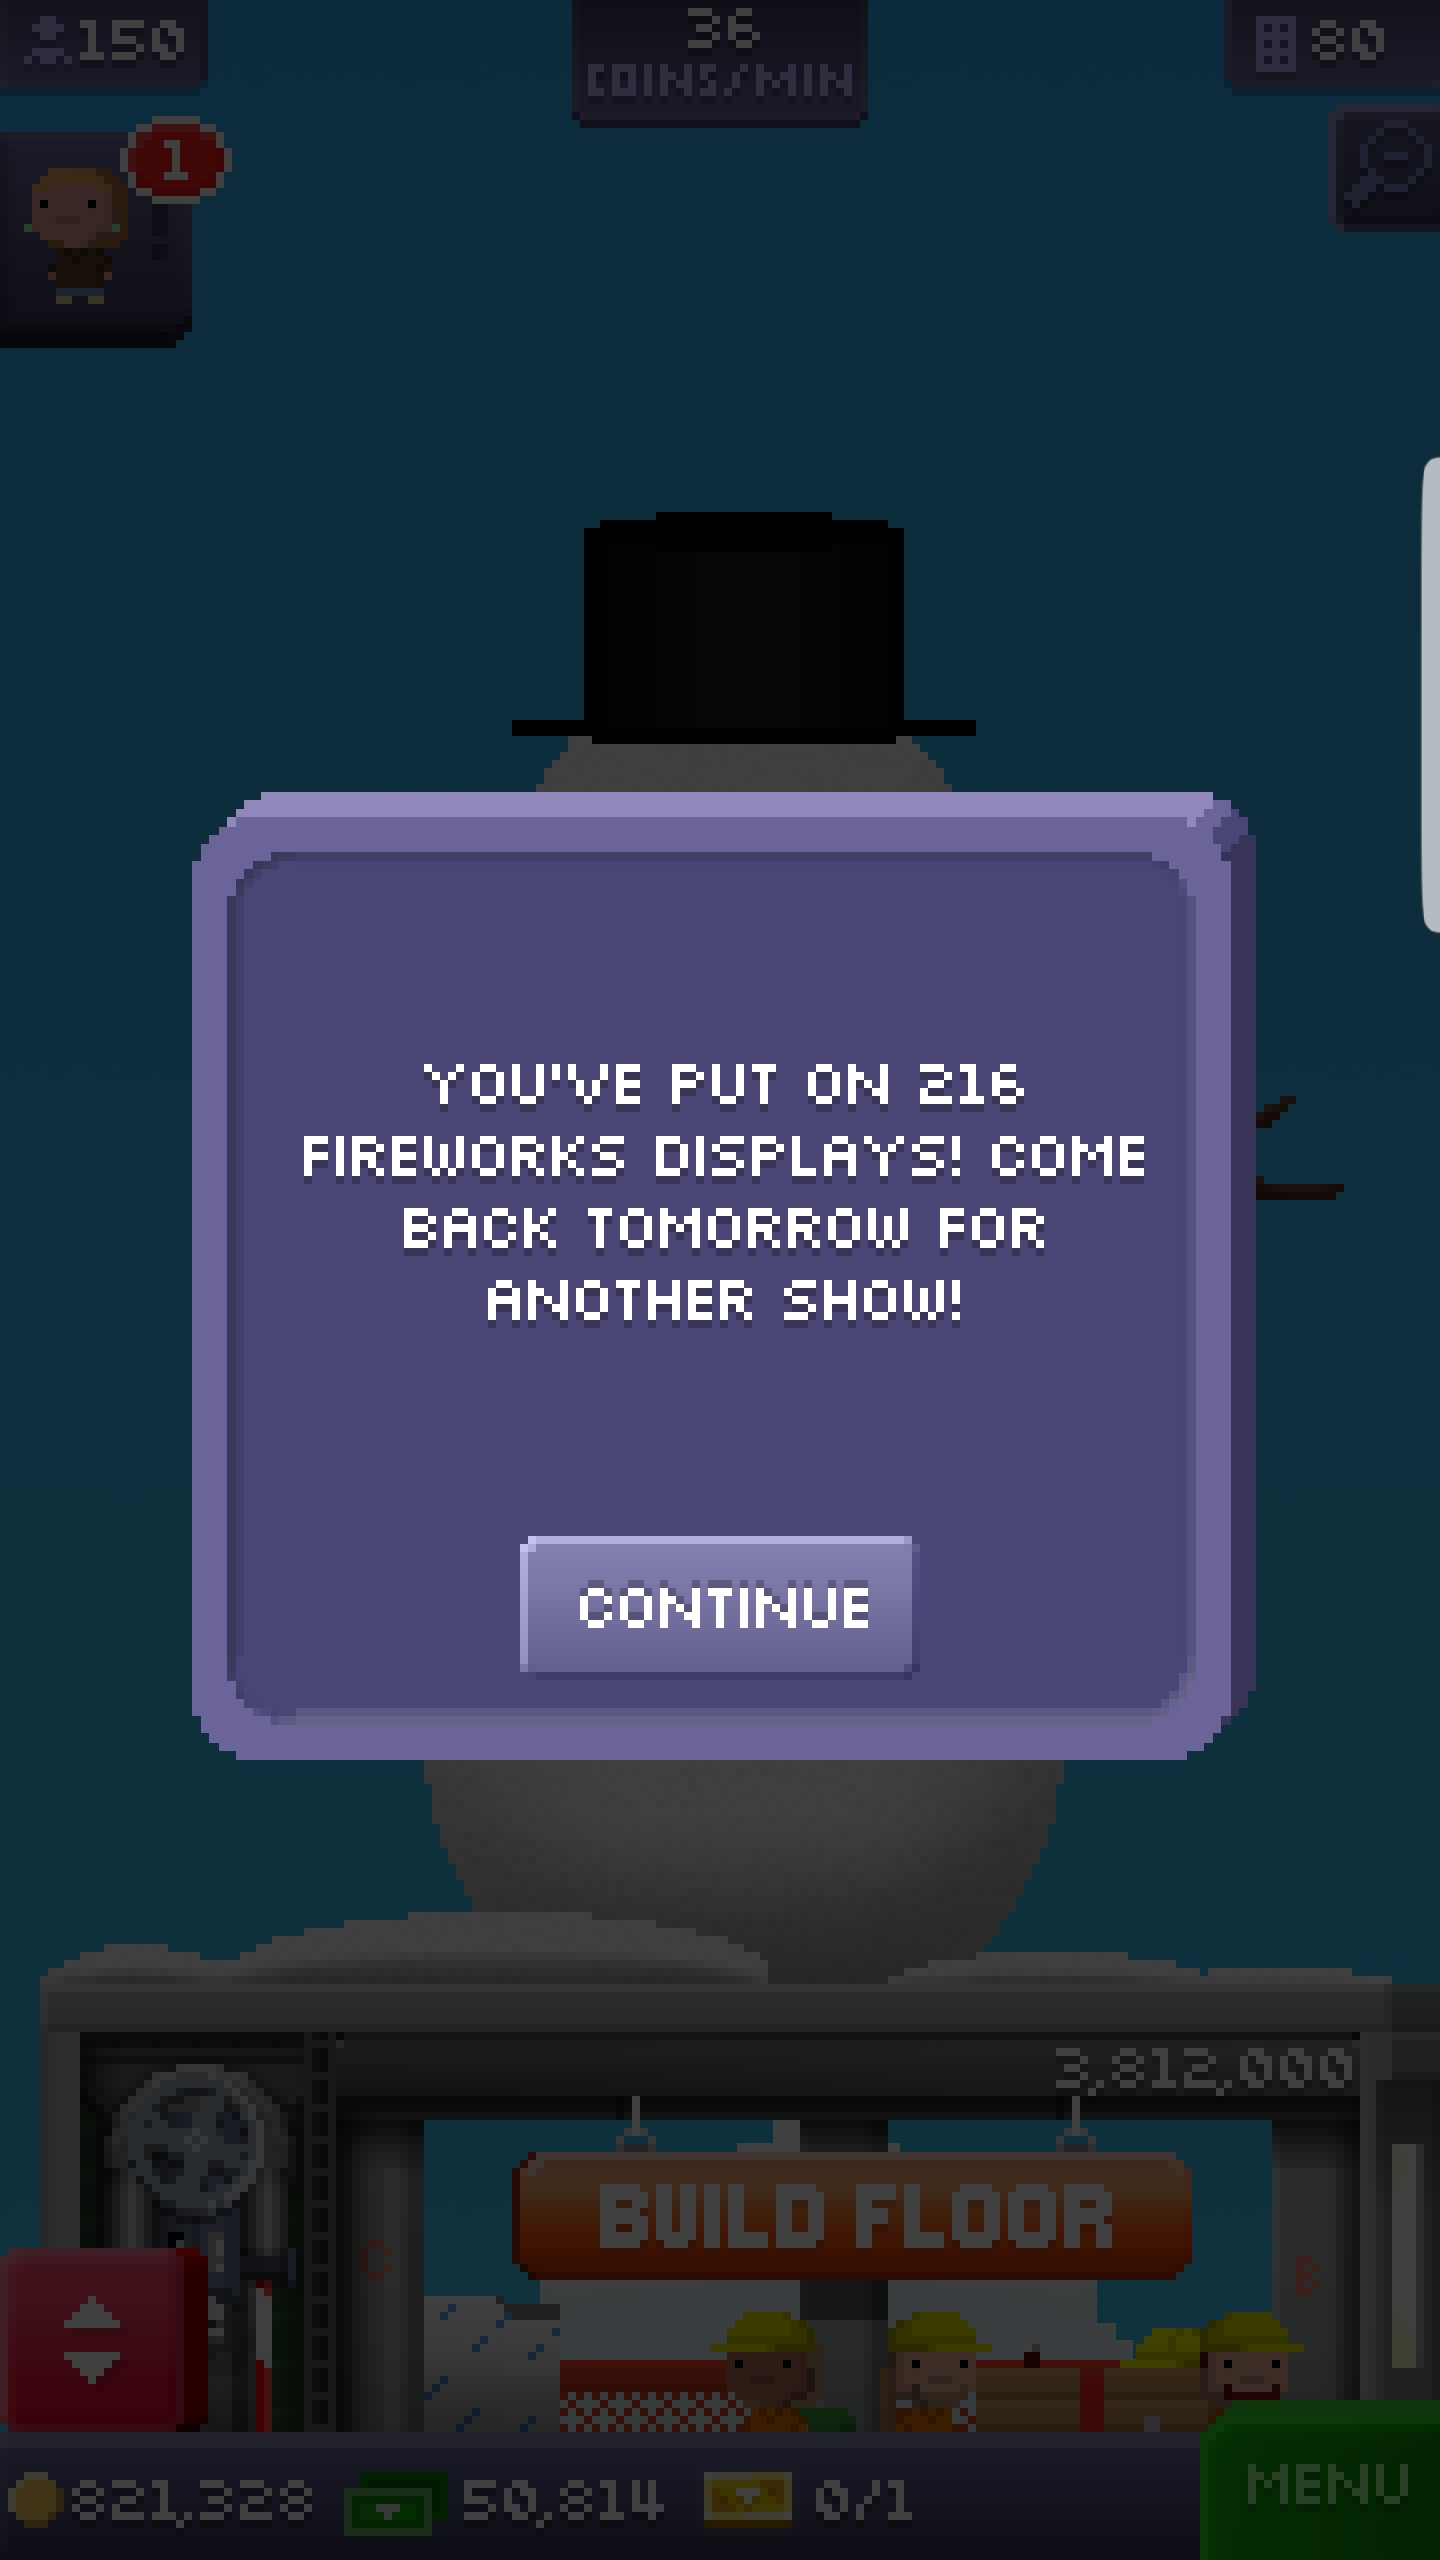 150
36
COINS/MIN
80
1
YOU'VE PUT ON 216
FIREWORKS DISPLAYS! COME
BACK TOMORROW FOR
ANOTHER SHOW!
CONTINUE
3,812,000
BUILD FLOOR
C
B
821,328
50,814
0/1
MENU